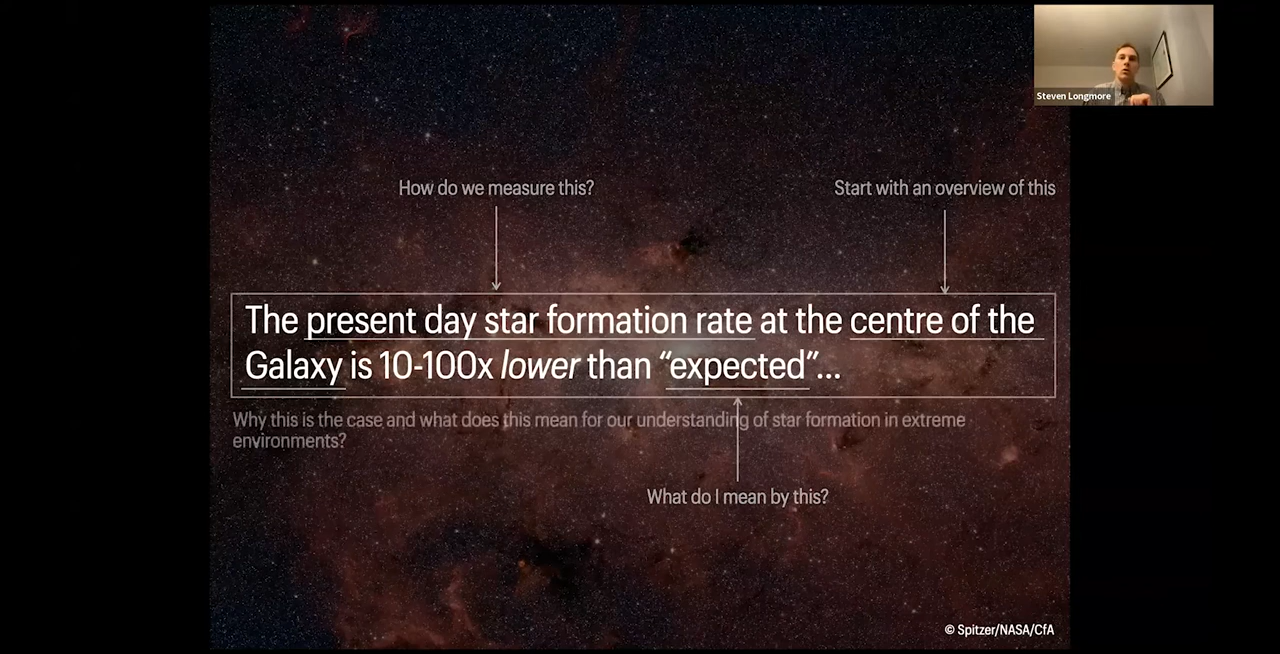 Steven Longmore
How do we measure this?
Start with an overview of this
The present day star formation rate at the centre of the
Galaxy is 10-100x lower than “expected”...
Why this is the case and what does this mean for our understanding of star formation in extreme
environments?
What do I mean by this?
© Spitzer/NASA/CfA